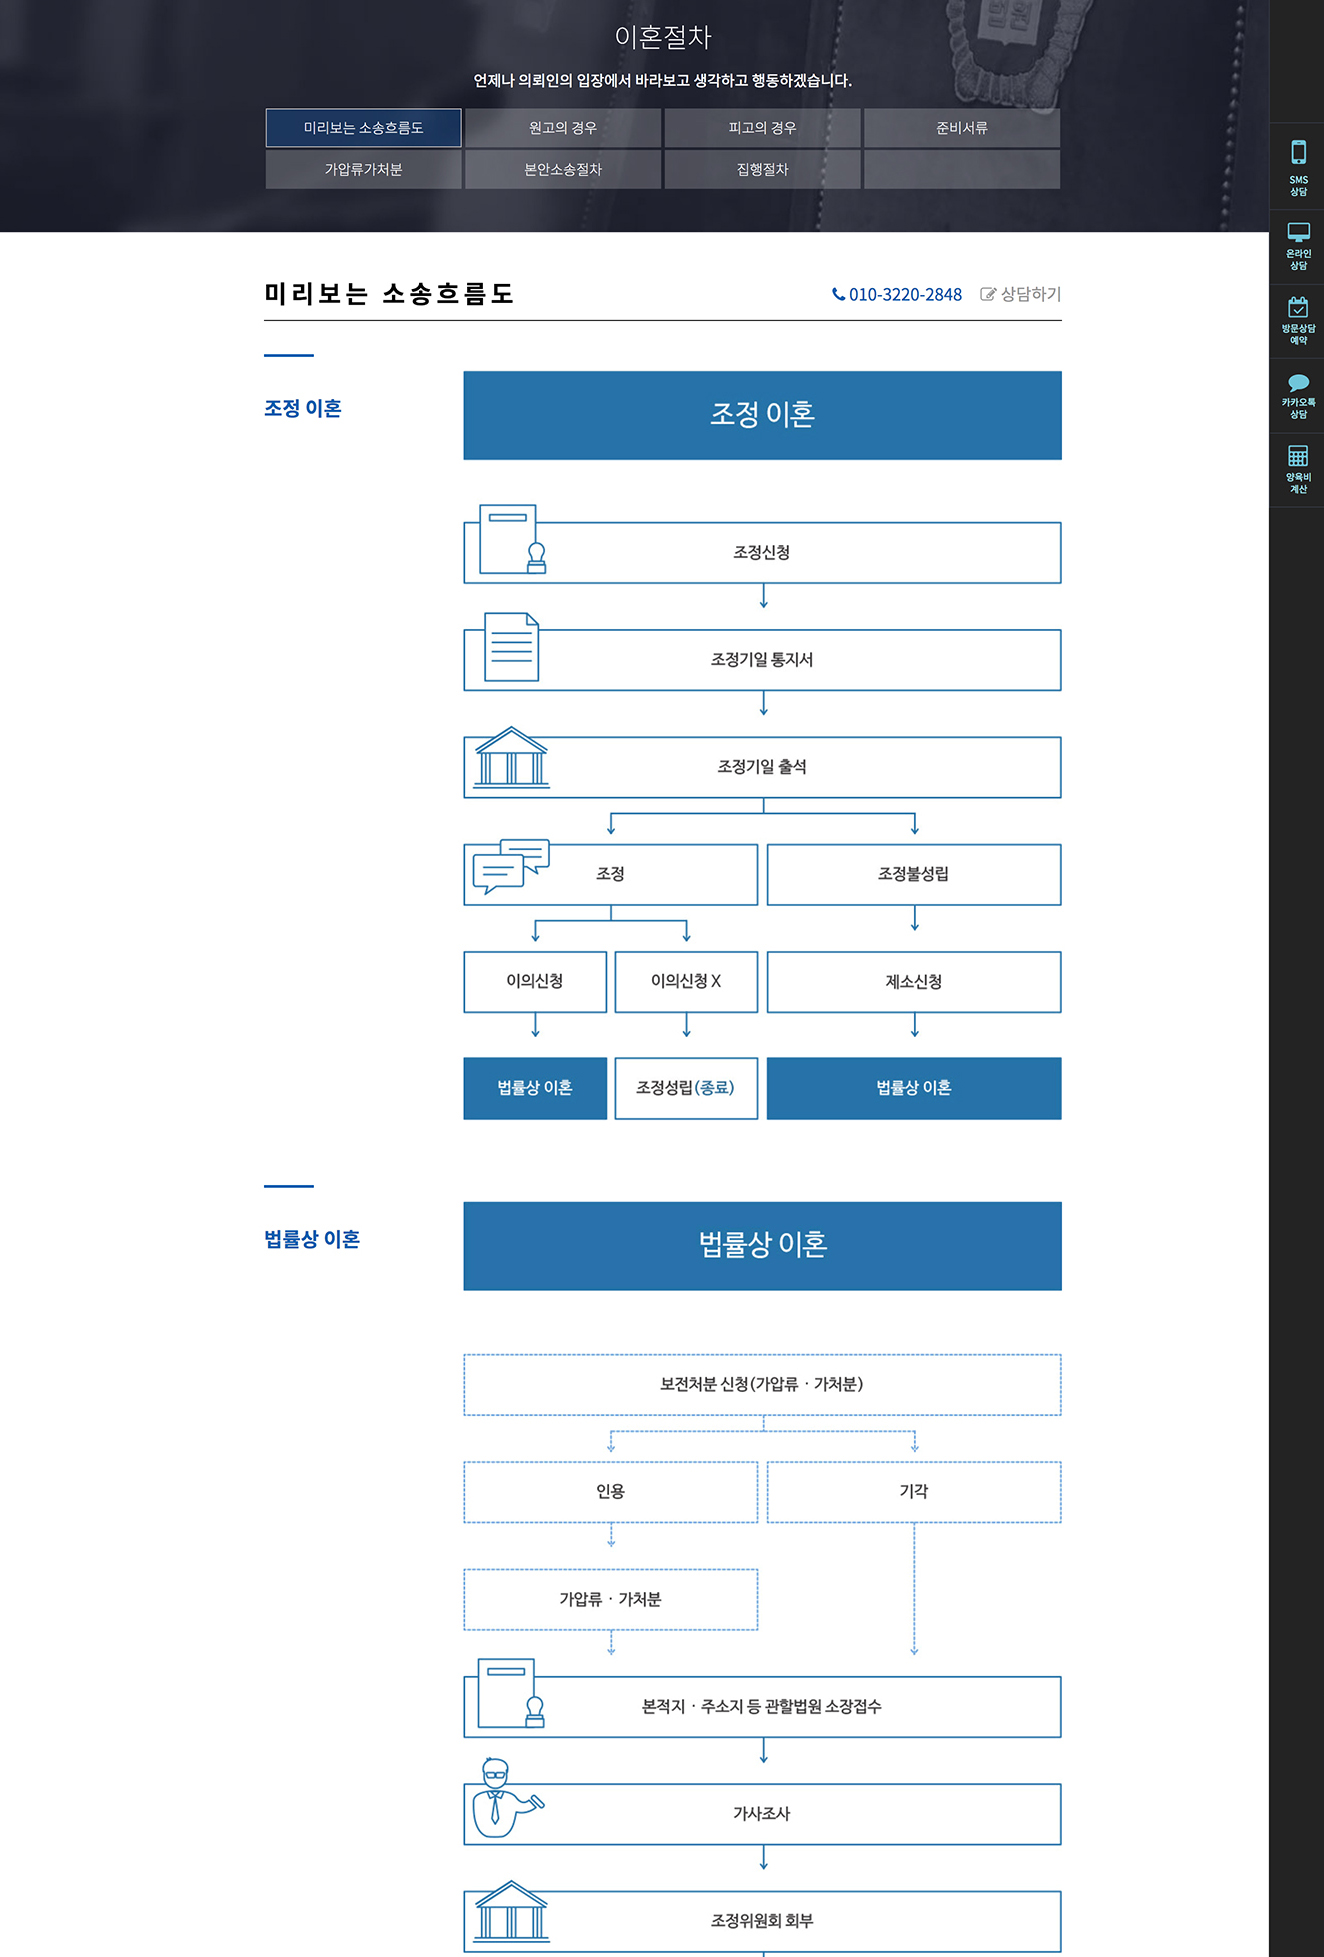 이혼절차
언제나 의뢰인의 입장에서 바라보고 생각하고 행동하겠습니다.
미리보는 소송흐름도
원고의 경우
피고의 경우
준비서류
가압류가처분
본안소송절차
집행절차
SMS
상담
온라인
상담
방문상담
예약
카카오톡
상담
양육비
계산
미리보는 소송흐름도
010-3220-2848
상담하기
조정 이혼
조정 이혼
조정신청
조정기일 통지서
조정기일 출석
조정
조정불성립
이의신청
이의신청 X
제소신청
법률상 이혼
조정성립(종료)
법률상 이혼
법률상 이혼
법률상 이혼
보전처분 신청(가압류 · 가처분)
인용
기각
가압류 · 가처분
본적지 · 주소지 등 관할법원 소장접수
가사조사
조정위원회 회부